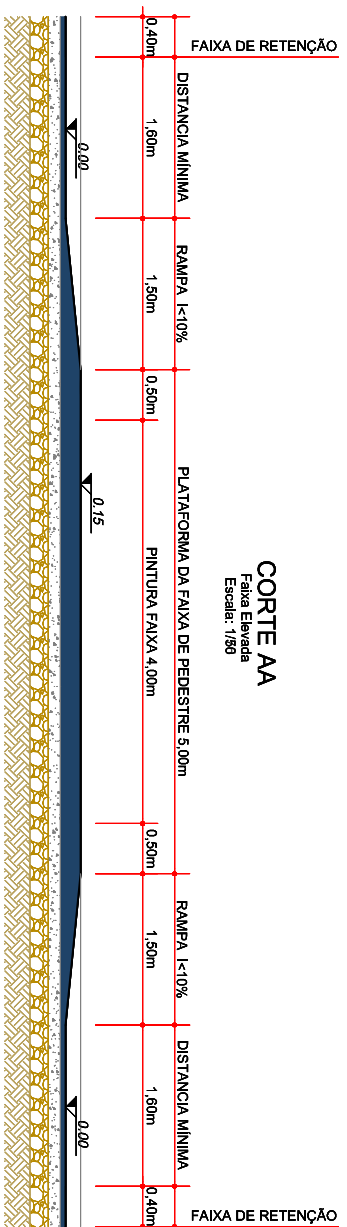 CORTE AA
Faixa Elevada
Escala: 1/50
FAIXA DE RETENÇÃO
DISTANCIA MÍNIMA
RAMPA I<10%
PLATAFORMA DA FAIXA DE PEDESTRE 5,00m
RAMPA I<10%
DISTANCIA MÍNIMA
FAIXA DE RETENÇÃO
0,40m
1,60m
1,50m
0,50m
PINTURA FAIXA 4,00m
0,50m
1,50m
1,60m
0,40m
0.00
0.15
0.00